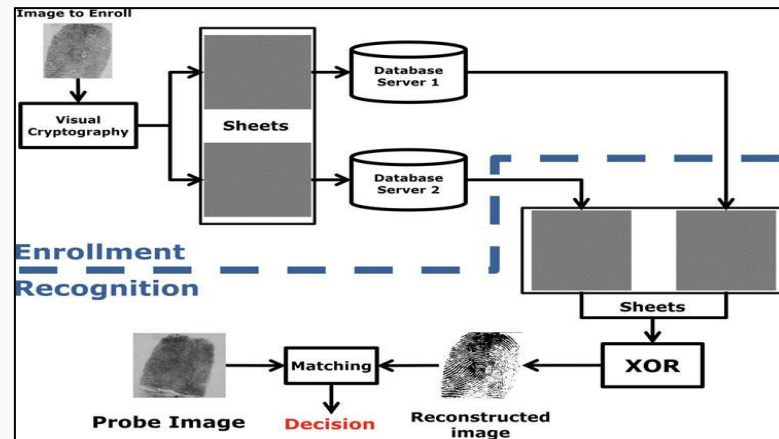 Image to Enroll
Visual
Cryptography
Sheets
Database
Server 1
Database
Server 2
Enrollment
Recognition
Sheets
XOR
Matching
Probe Image
Decision
Reconstructed
image